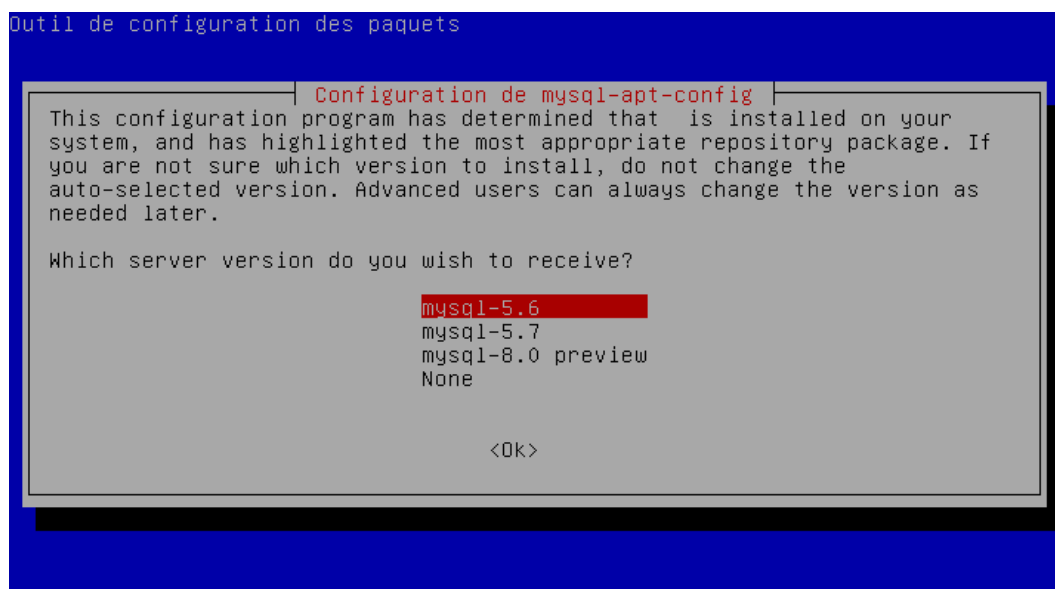 Outil de configuration des paquets
Configuration de mysql-apt-config
This configuration program has determined that  is installed on your
system, and has highlighted the most appropriate repository package. If
you are not sure which version to install, do not change the
auto-selected version. Advanced users can always change the version as
needed later.
Which server version do you wish to receive?
mysql-5.6
mysql-5.7
mysql-8.0 preview
None
<Ok>